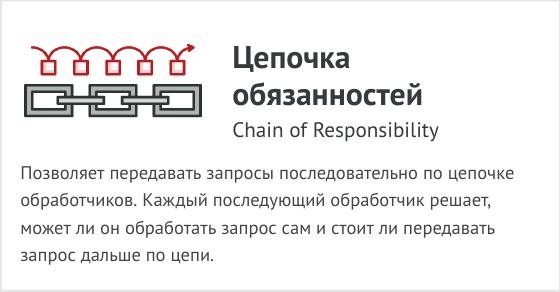 Цепочка
обязанностей
Chain of Responsibility
Позволяет передавать запросы последовательно по цепочке
обработчиков. Каждый последующий обработчик решает,
может ли он обработать запрос сам и стоит ли передавать
запрос дальше по цепи.